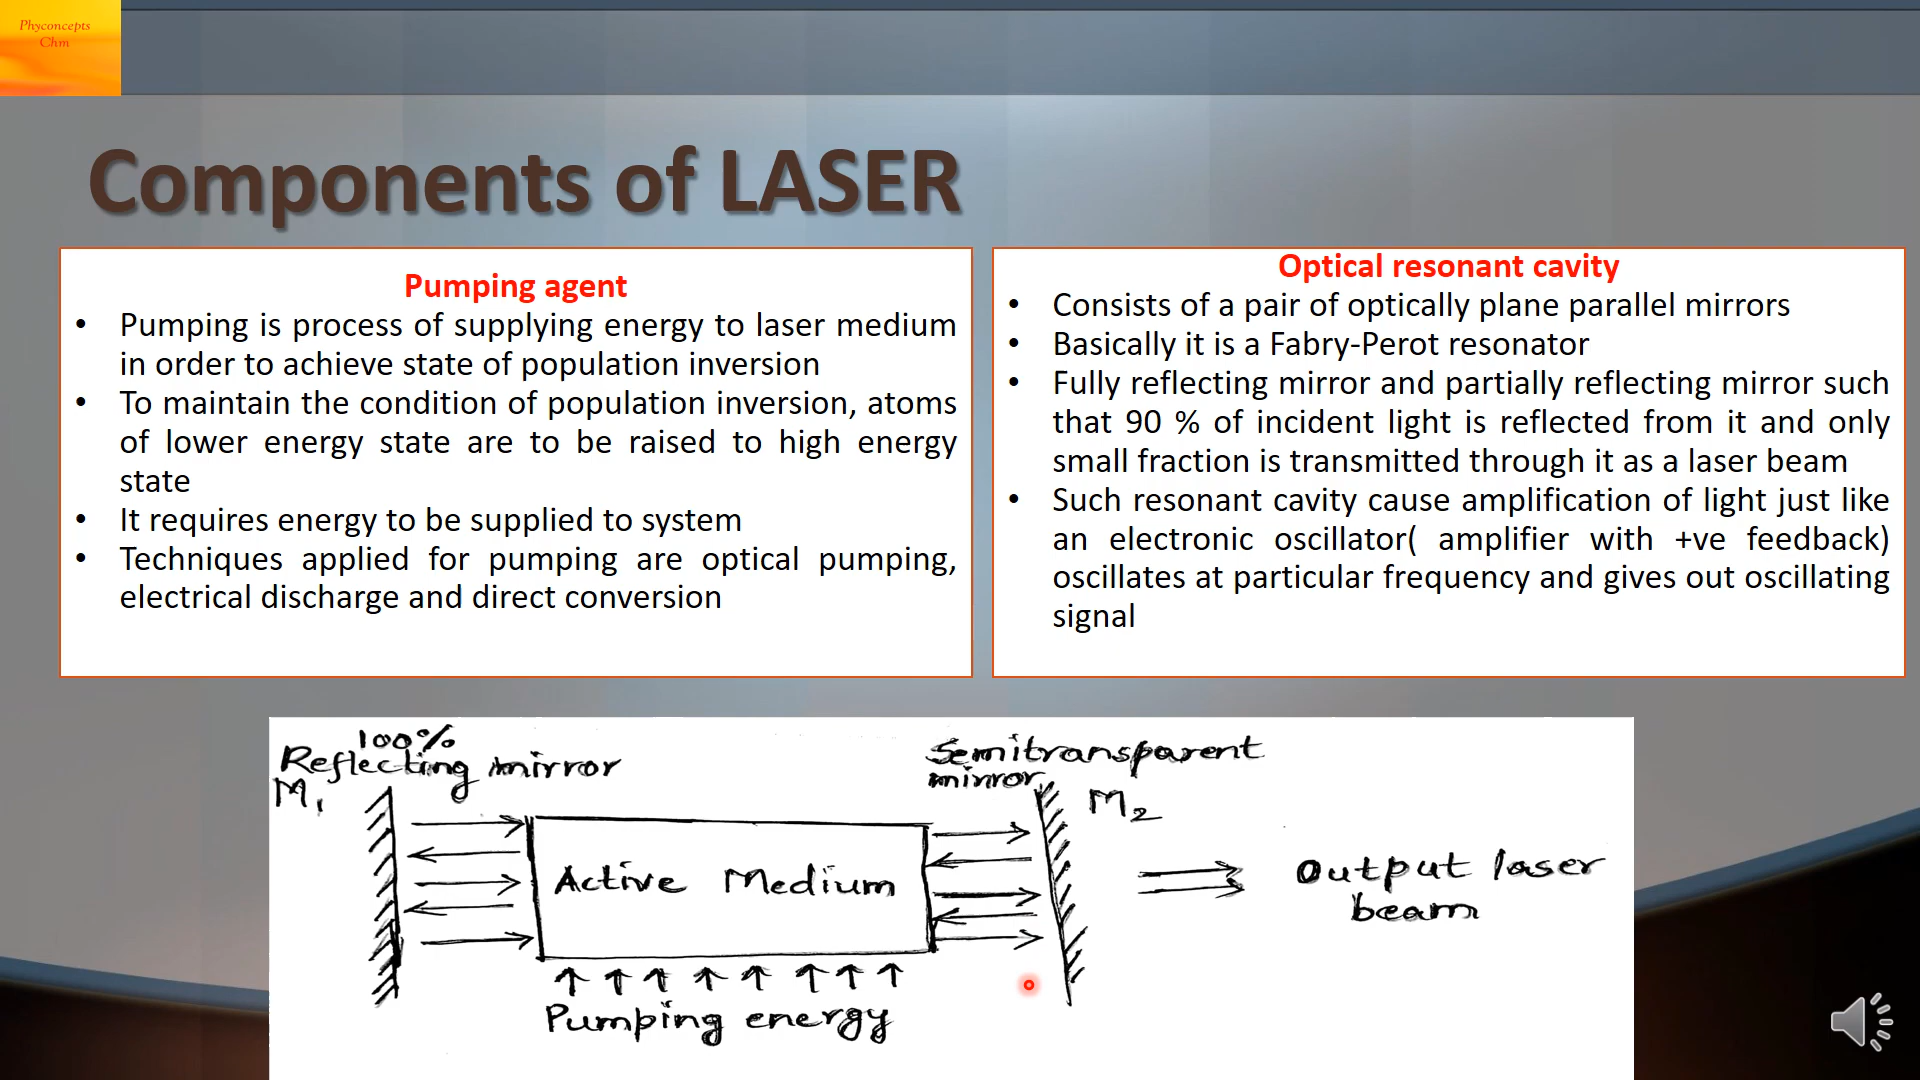 Phyconcepts
Chm
Components of LASER
Pumping agent
• Pumping is process of supplying energy to laser medium
in order to achieve state of population inversion
• To maintain the condition of population inversion, atoms
of lower energy state are to be raised to high energy
state
• It requires energy to be supplied to system
• Techniques applied for pumping are optical pumping,
electrical discharge and direct conversion
Optical resonant cavity
• Consists of a pair of optically plane parallel mirrors
• Basically it is a Fabry-Perot resonator
• Fully reflecting mirror and partially reflecting mirror such
that 90 % of incident light is reflected from it and only
small fraction is transmitted through it as a laser beam
• Such resonant cavity cause amplification of light just like
an electronic oscillator( amplifier with +ve feedback)
oscillates at particular frequency and gives out oscillating
signal
100%
Reflecting mirror
M1
Semitransparent
mirror
M2
Active Medium
Output laser
beam
Pumping energy